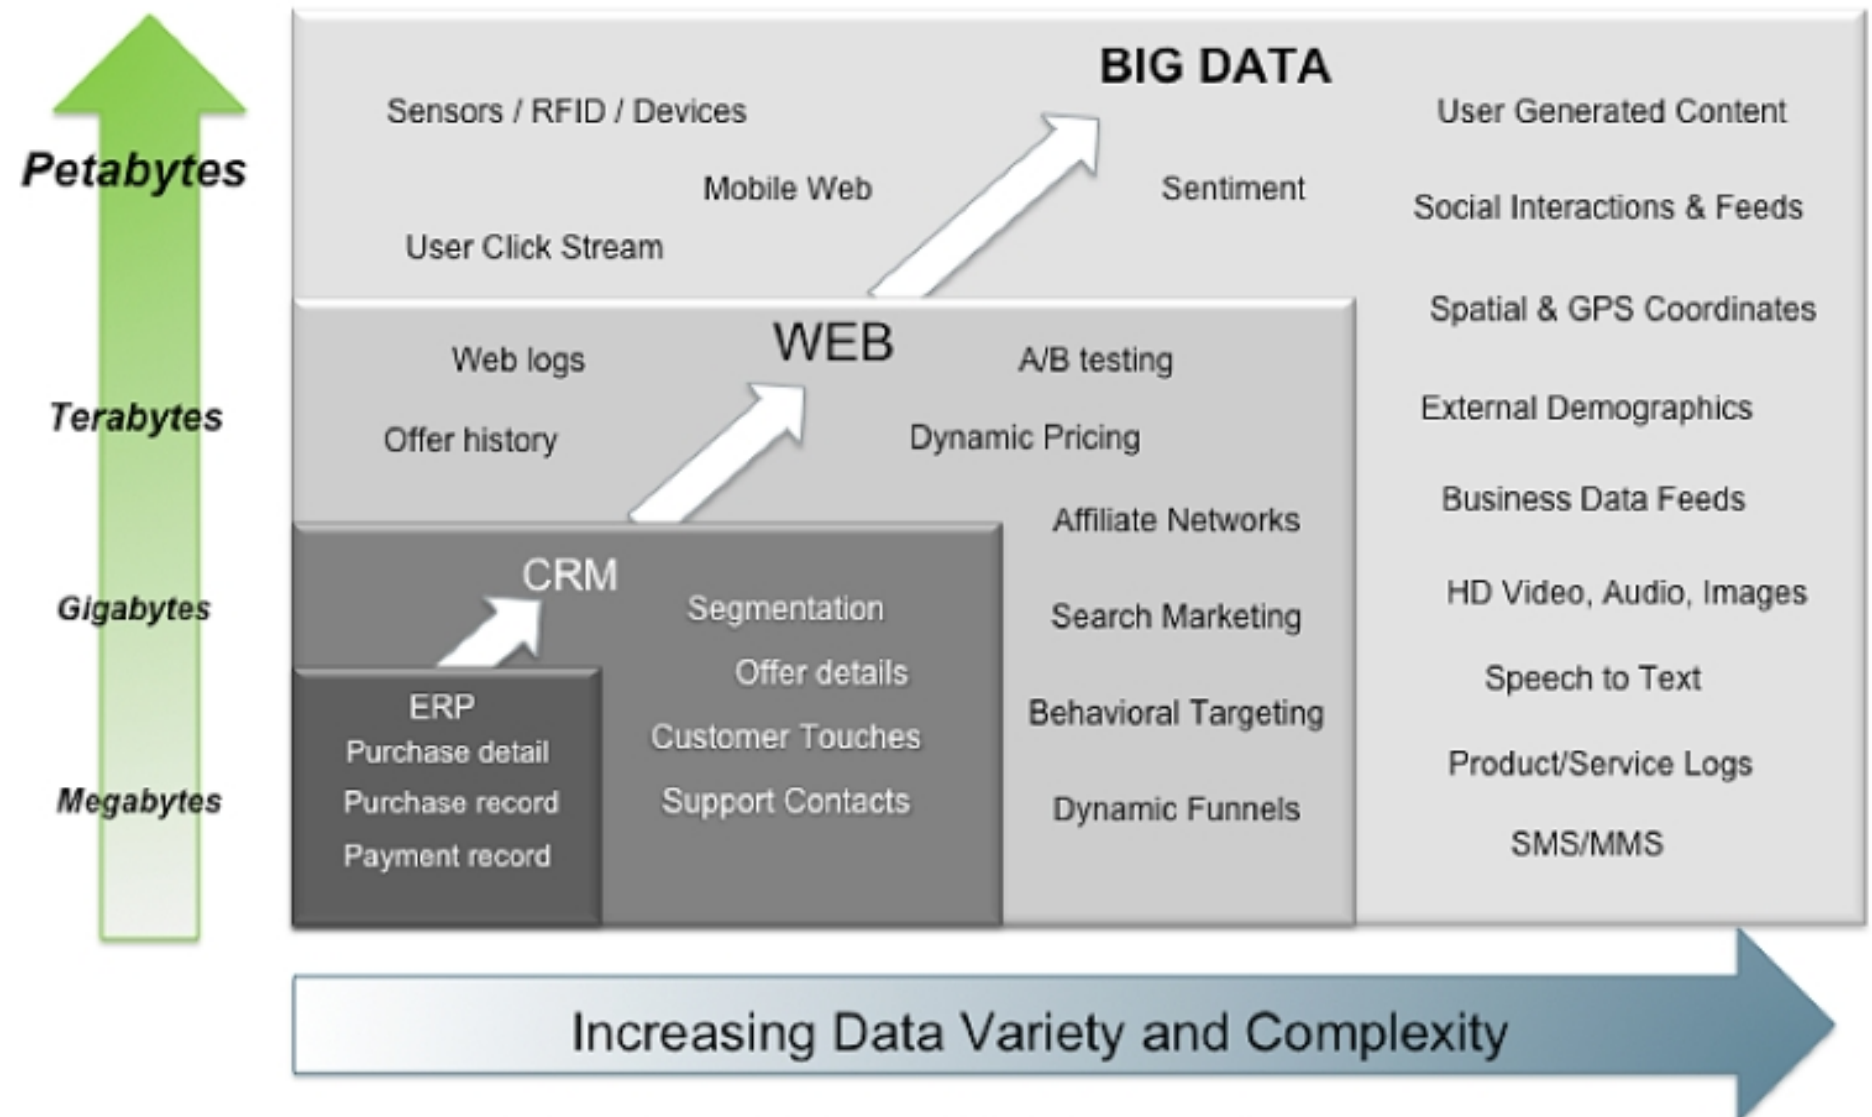 BIG DATA
Sensors / RFID / Devices
User Generated Content
Petabytes
Mobile Web
Sentiment
Social Interactions & Feeds
User Click Stream
Spatial & GPS Coordinates
WEB
Web logs
A/B testing
Terabytes
External Demographics
Offer history
Dynamic Pricing
Business Data Feeds
Affiliate Networks
CRM
HD Video, Audio, Images
Gigabytes
Segmentation
Search Marketing
Offer details
Speech to Text
ERP
Behavioral Targeting
Purchase detail
Customer Touches
Product/Service Logs
Megabytes
Purchase record
Support Contacts
Dynamic Funnels
SMS/MMS
Payment record
Increasing Data Variety and Complexity